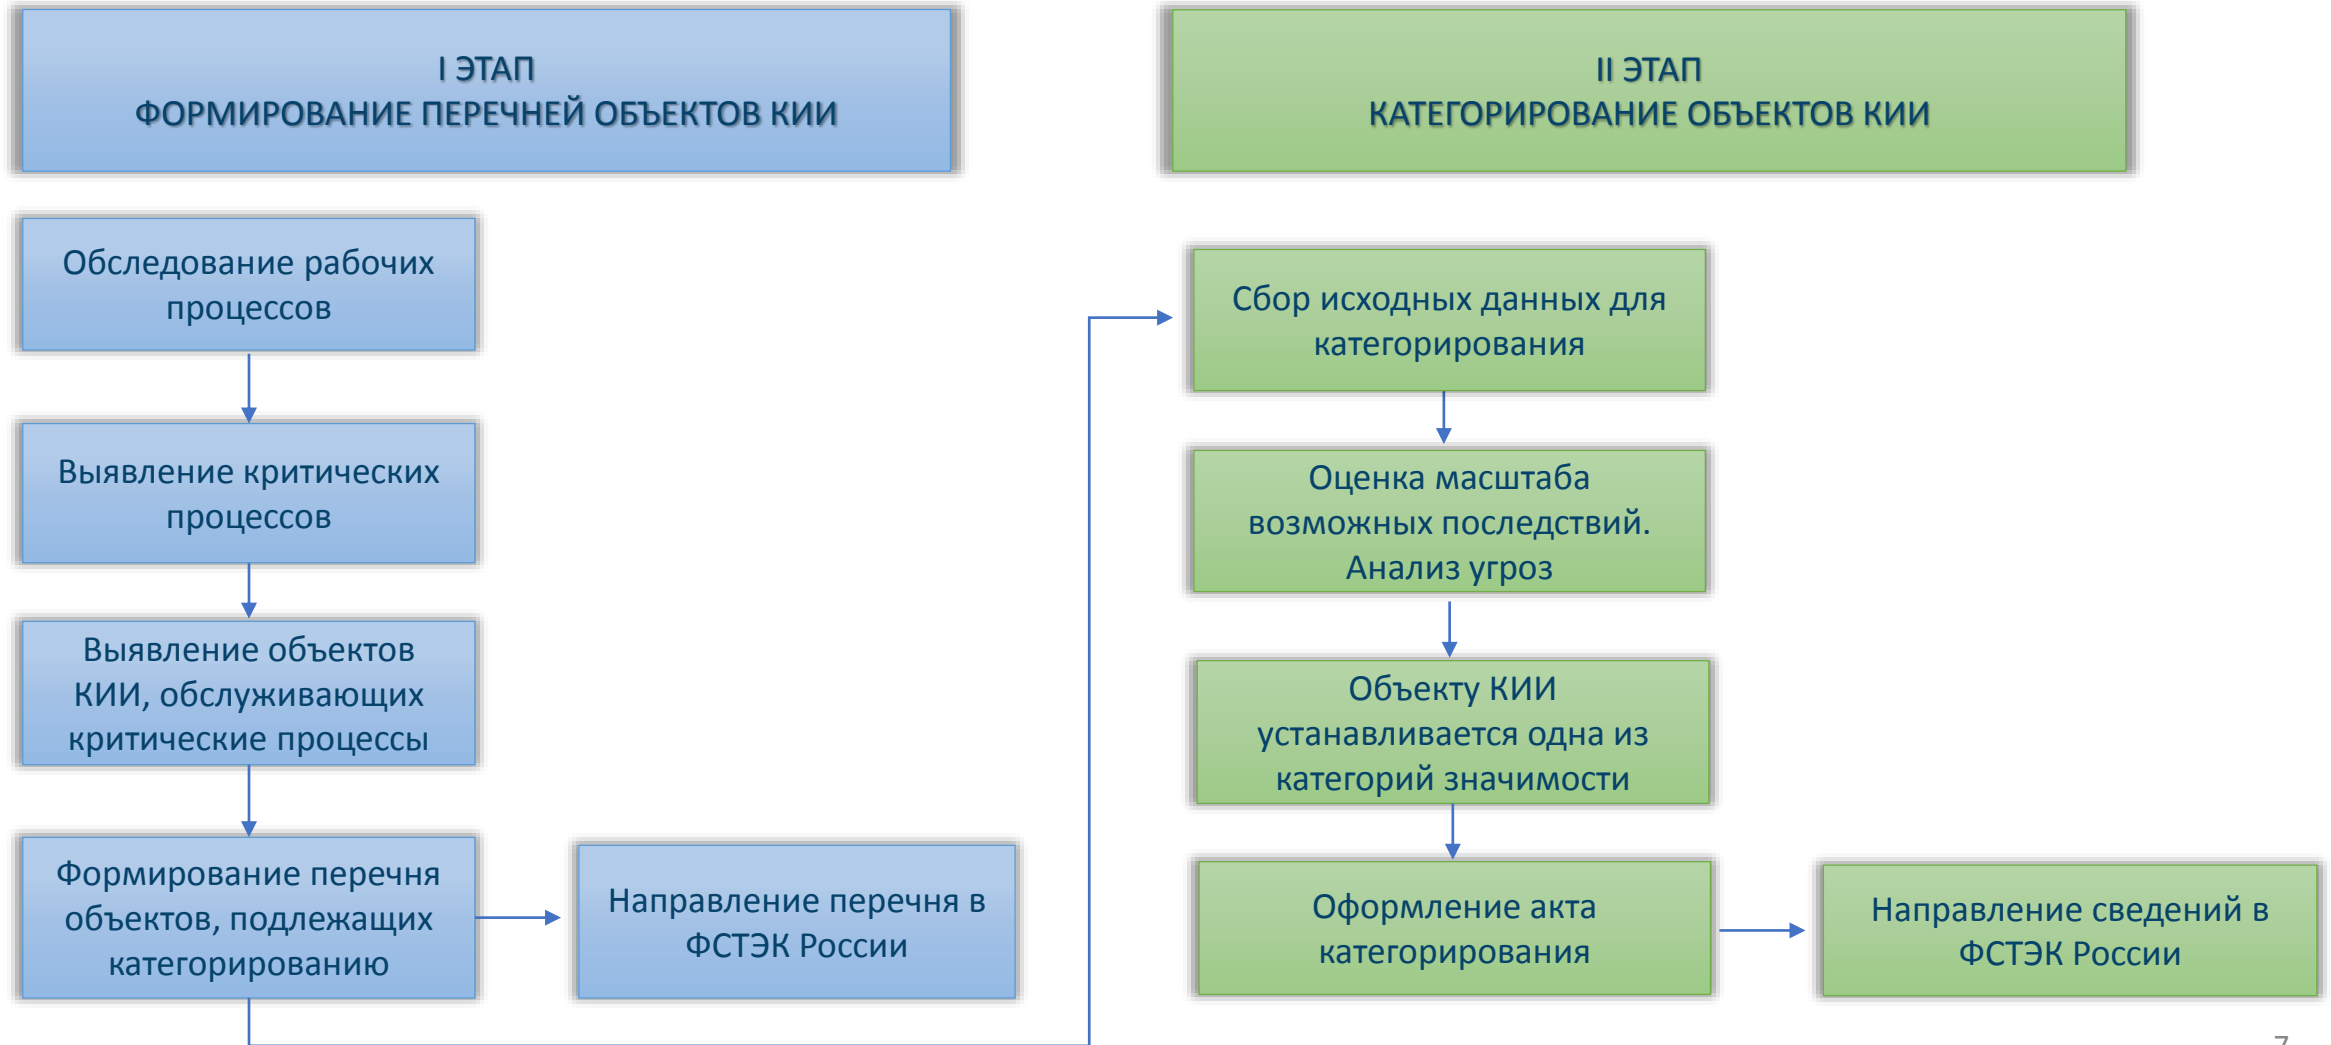 I ЭТАП
ФОРМИРОВАНИЕ ПЕРЕЧНЕЙ ОБЪЕКТОВ КИИ
Обследование рабочих
процессов
Выявление критических
процессов
Выявление объектов
КИИ, обслуживающих
критические процессы
Формирование перечня
объектов, подлежащих
категорированию
Направление перечня в
ФСТЭК России
II ЭТАП
КАТЕГОРИРОВАНИЕ ОБЪЕКТОВ КИИ
Сбор исходных данных для
категорирования
Оценка масштаба
возможных последствий.
Анализ угроз
Объекту КИИ
устанавливается одна из
категорий значимости
Оформление акта
категорирования
Направление сведений в
ФСТЭК России
7